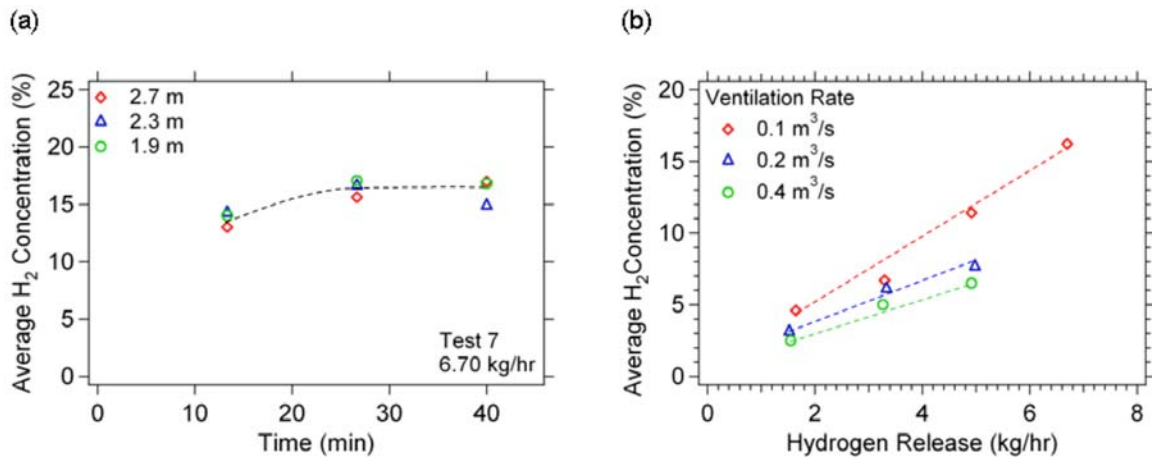 (a)
Average H2 Concentration (%)
25
20
15
10
5
0
2.7 m
2.3 m
1.9 m
Test 7
6.70 kg/hr
0 10 20 30 40
Time (min)
(b)
Average H2Concentration (%)
20
15
10
5
0
Ventilation Rate
0.1 m3/s
0.2 m3/s
0.4 m3/s
0 2 4 6 8
Hydrogen Release (kg/hr)